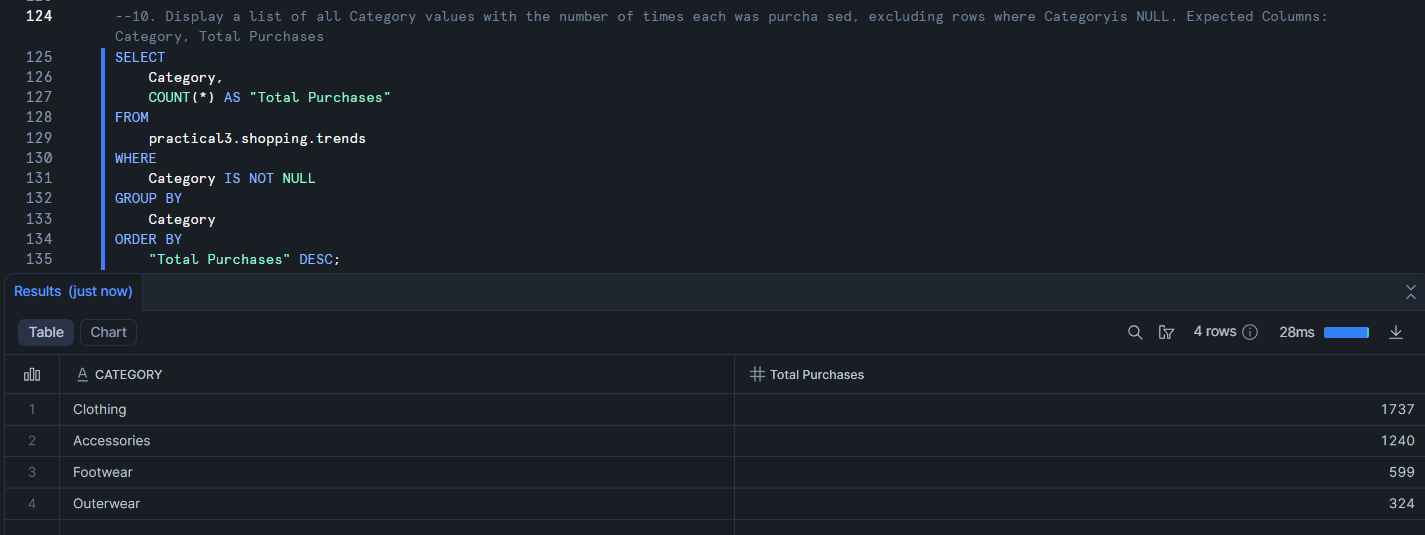 124 --10. Display a list of all Category values with the number of times each was purcha sed, excluding rows where Categoryis NULL. Expected Columns:
Category, Total Purchases
125 SELECT
126 Category,
127 COUNT(*) AS "Total Purchases"
128 FROM
129 practical3.shopping.trends
130 WHERE
131 Category IS NOT NULL
132 GROUP BY
133 Category
134 ORDER BY
135 "Total Purchases" DESC;
Results (just now)
Table Chart 4 rows 28ms
CATEGORY Total Purchases
1 Clothing 1737
2 Accessories 1240
3 Footwear 599
4 Outerwear 324